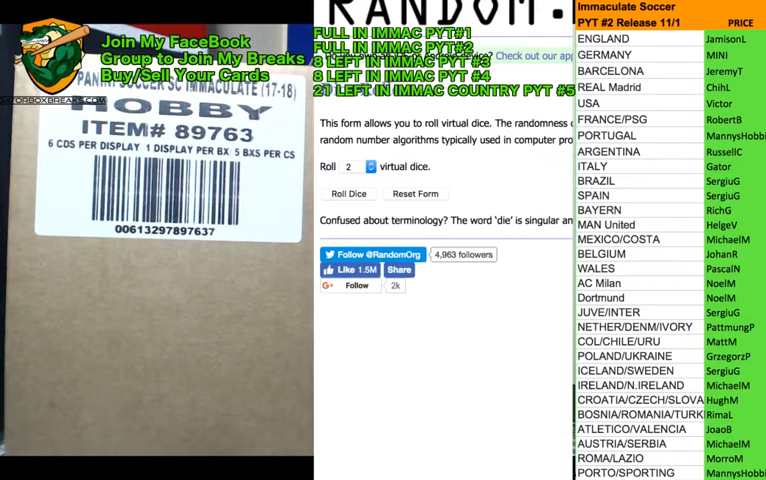 Join My FaceBook
Group to Join My Breaks
Buy/Sell Your Cards
GATORBOXBREAKS.COM
PANINI SOCCER SC IMMACULATE (17-18)
HOBBY
ITEM# 89763
6 CDS PER DISPLAY 1 DISPLAY PER BX 5 BXS PER CS
00613297897637
RANDOM.
FULL IN IMMAC PYT#1
FULL IN IMMAC PYT#2
8 LEFT IN IMMAC PYT #3
8 LEFT IN IMMAC PYT #4
21 LEFT IN IMMAC COUNTRY PYT #5
Check out our app
This form allows you to roll virtual dice. The randomness
random number algorithms typically used in computer pro
Roll 2 virtual dice.
Roll Dice Reset Form
Confused about terminology? The word 'die' is singular an
Follow @RandomOrg 4,963 followers
Like 1.5M Share
G+ Follow 2k
Immaculate Soccer
PYT #2 Release 11/1 PRICE
ENGLAND JamisonL
GERMANY MINI
BARCELONA JeremyT
REAL Madrid ChihL
USA Victor
FRANCE/PSG RobertB
PORTUGAL MannysHobbi
ARGENTINA RussellC
ITALY Gator
BRAZIL SergiuG
SPAIN SergiuG
BAYERN RichG
MAN United HelgeV
MEXICO/COSTA MichaelM
BELGIUM JohanR
WALES PascalN
AC Milan NoelM
Dortmund NoelM
JUVE/INTER SergiuG
NETHER/DENM/IVORY PattmungP
COL/CHILE/URU MattM
POLAND/UKRAINE GrzegorzP
ICELAND/SWEDEN SergiuG
IRELAND/N.IRELAND MichaelM
CROATIA/CZECH/SLOVA HughM
BOSNIA/ROMANIA/TURK RimaL
ATLETICO/VALENCIA JoaoB
AUSTRIA/SERBIA MichaelM
ROMA/LAZIO MorroM
PORTO/SPORTING MannysHobbi